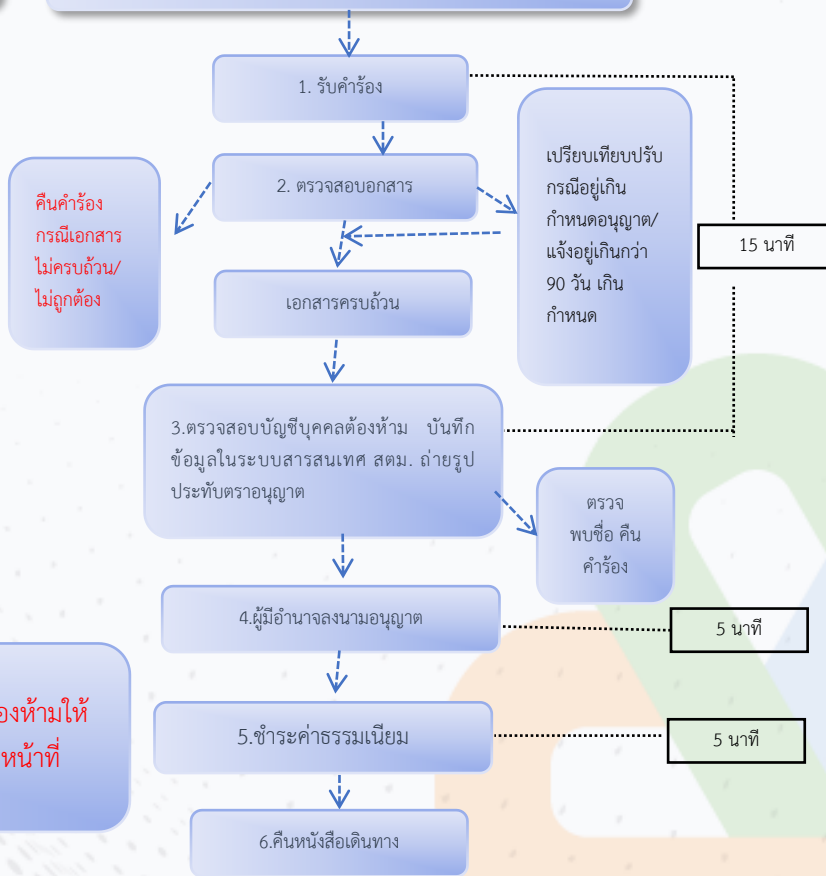 1. รับคำร้อง
2. ตรวจสอบอกสาร
คืนคำร้อง
กรณีเอกสาร
ไม่ครบถ้วน/
ไม่ถูกต้อง
เปรียบเทียบปรับ
กรณีอยู่เกิน
กำหนดอนุญาต/
แจ้งอยู่เกินกว่า
90 วัน เกิน
กำหนด
15 นาที
เอกสารครบถ้วน
3.ตรวจสอบบัญชีบุคคลต้องห้าม บันทึก
ข้อมูลในระบบสารสนเทศ สตม. ถ่ายรูป
ประทับตราอนุญาต
ตรวจ
พบชื่อ คืน
คำร้อง
4.ผู้มีอำนาจลงนามอนุญาต
5 นาที
องห้ามให้
หน้าที่
5.ชำระค่าธรรมเนียม
5 นาที
6.คืนหนังสือเดินทาง